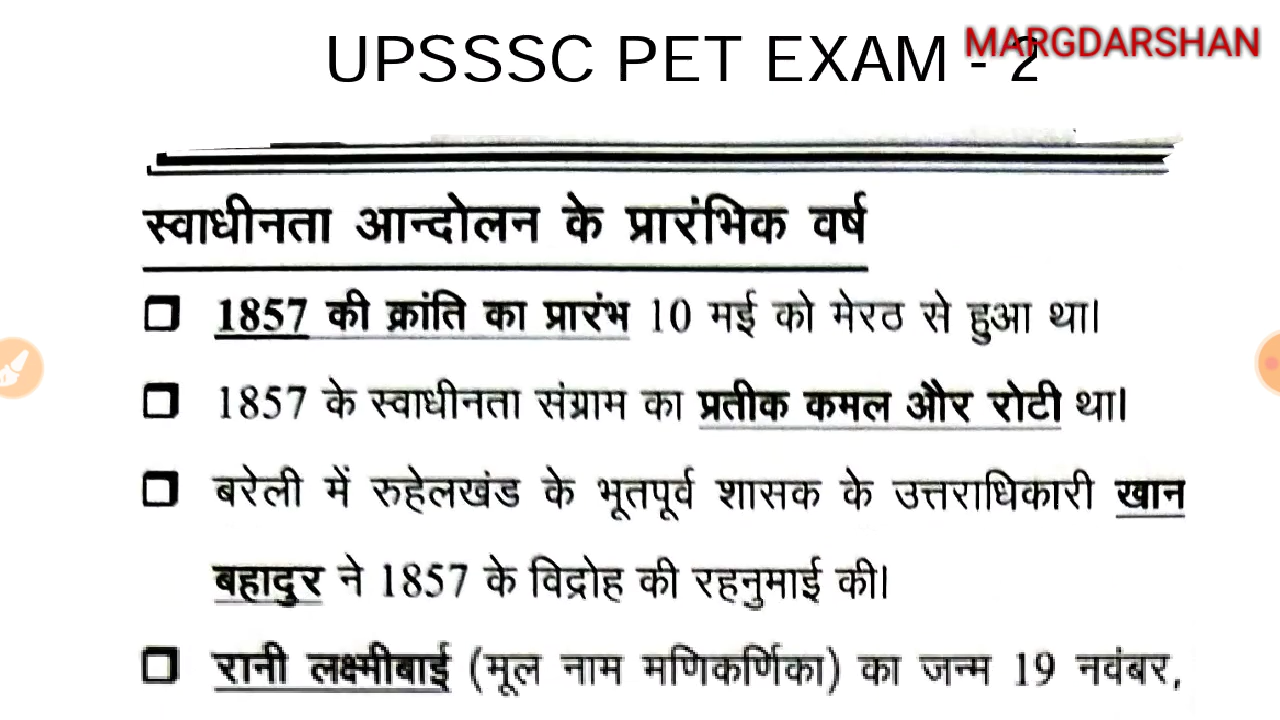 UPSSSC PET EXAM - 2
MARGDARSHAN
स्वाधीनता आन्दोलन के प्रारंभिक वर्ष
1857 की क्रांति का प्रारंभ 10 मई को मेरठ से हुआ था।
1857 के स्वाधीनता संग्राम का प्रतीक कमल और रोटी था।
बरेली में रुहेलखंड के भूतपूर्व शासक के उत्तराधिकारी खान
बहादुर ने 1857 के विद्रोह की रहनुमाई की।
रानी लक्ष्मीबाई (मूल नाम मणिकर्णिका) का जन्म 19 नवंबर,